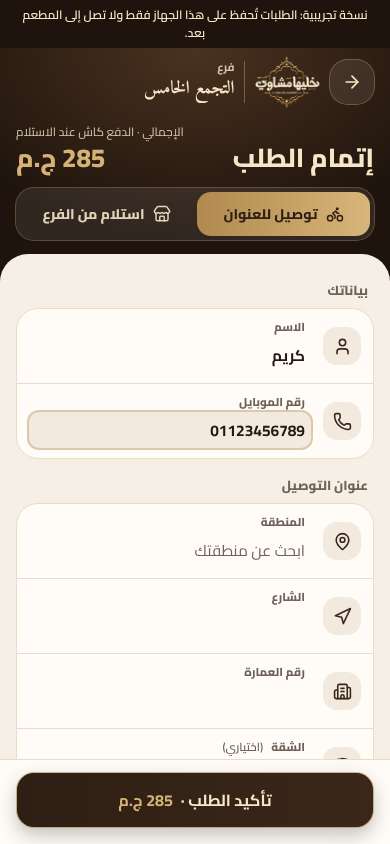 نسخة تجريبية: الطلبات تُحفظ على هذا الجهاز فقط ولا تصل إلى المطعم
بعد.
خليها مشاوي
فرع
التجمع الخامس
الإجمالي · الدفع كاش عند الاستلام
إتمام الطلب
285 ج.م
توصيل للعنوان
استلام من الفرع
بياناتك
الاسم
كريم
رقم الموبايل
01123456789
عنوان التوصيل
المنطقة
ابحث عن منطقتك
الشارع
رقم العمارة
الشقة (اختياري)
تأكيد الطلب · 285 ج.م